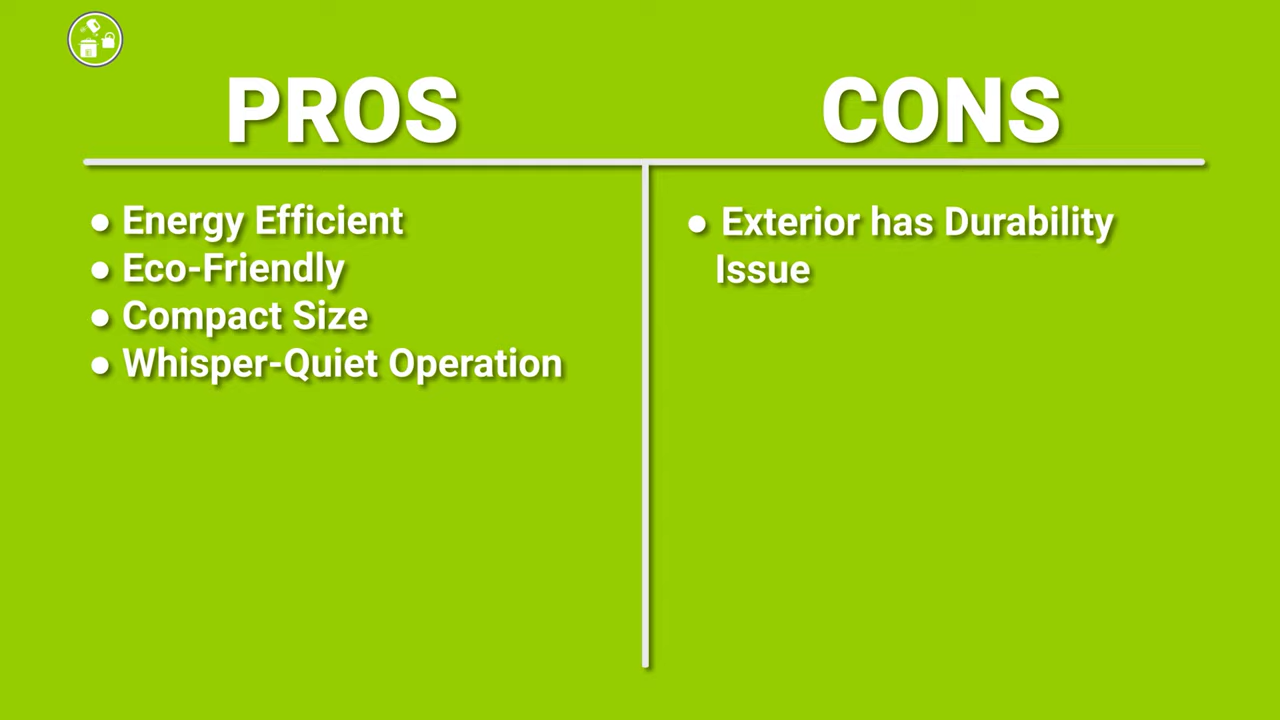 PROS
CONS
● Energy Efficient
● Eco-Friendly
● Compact Size
● Whisper-Quiet Operation
● Exterior has Durability
Issue